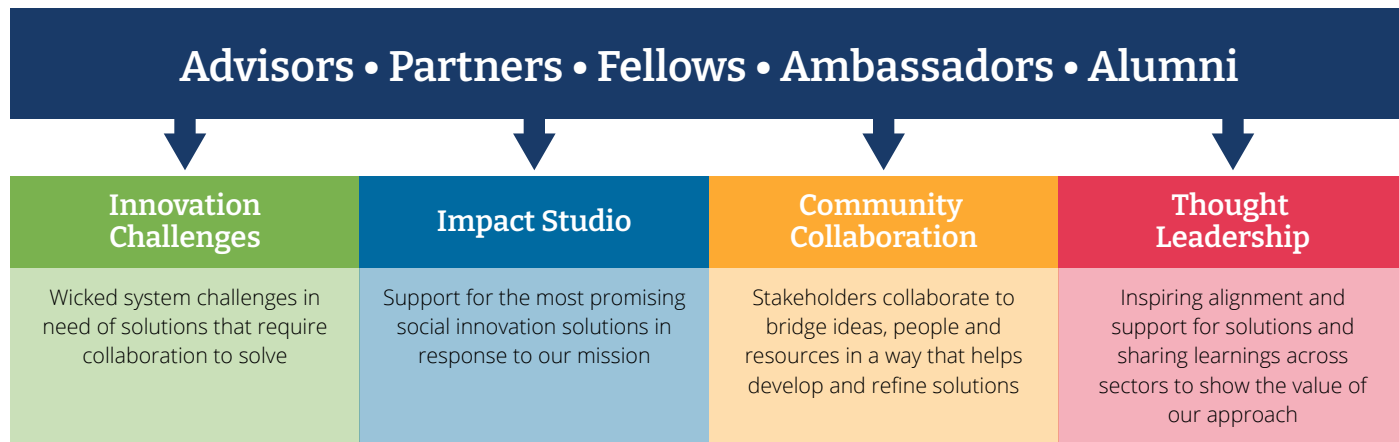 Advisors • Partners • Fellows • Ambassadors • Alumni
Innovation
Challenges
Wicked system challenges in
need of solutions that require
collaboration to solve
Impact Studio
Support for the most promising
social innovation solutions in
response to our mission
Community
Collaboration
Stakeholders collaborate to
bridge ideas, people and
resources in a way that helps
develop and refine solutions
Thought
Leadership
Inspiring alignment and
support for solutions and
sharing learnings across
sectors to show the value of
our approach